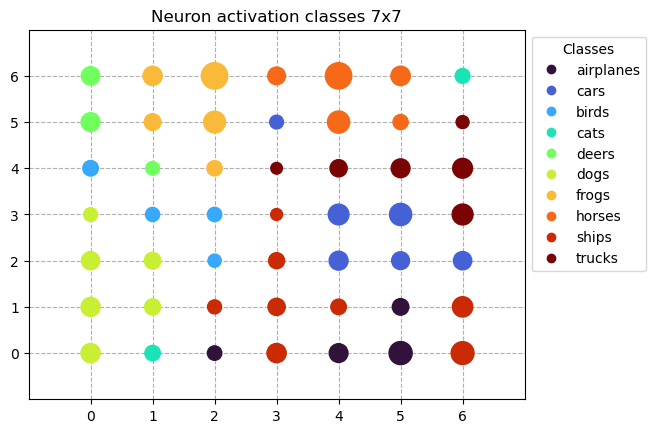 Neuron activation classes 7x7
6
5
4
3
2
1
0
0 1 2 3 4 5 6
Classes
airplanes
cars
birds
cats
deers
dogs
frogs
horses
ships
trucks